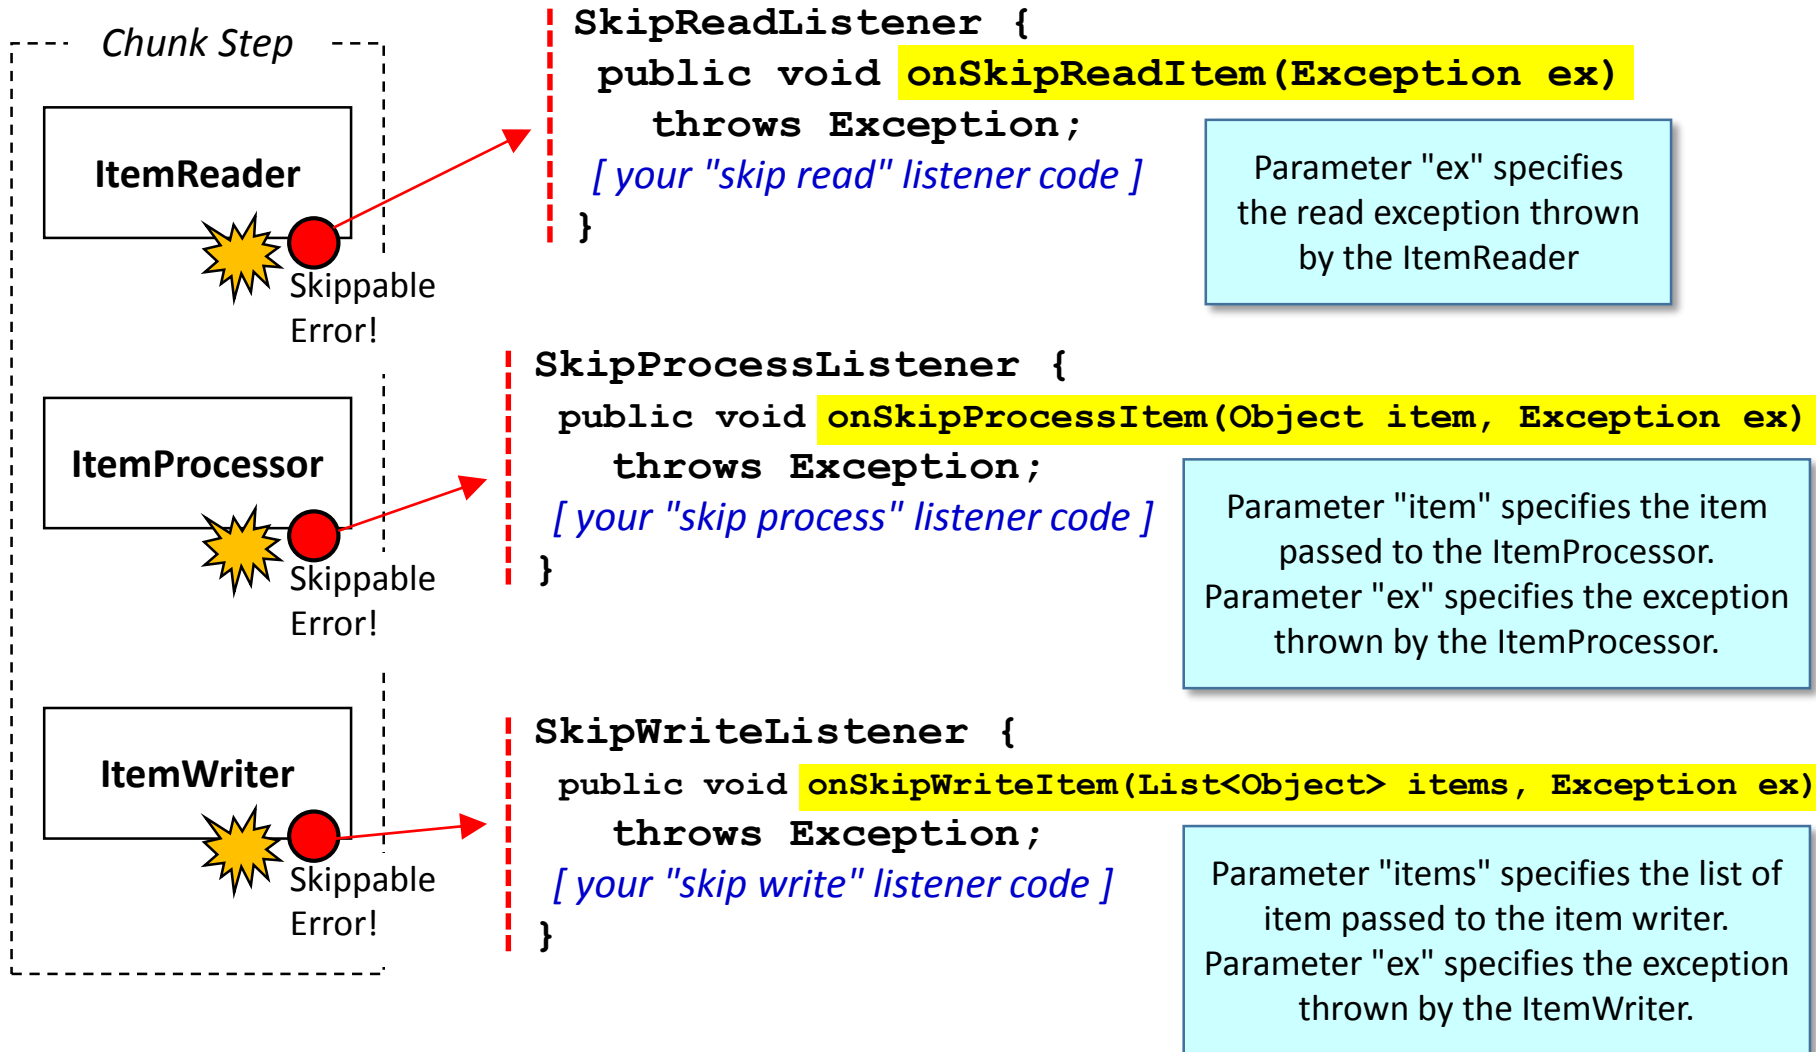 Chunk Step
ItemReader
Skippable
Error!
SkipReadListener {
public void onSkipReadItem(Exception ex)
throws Exception;
[ your "skip read" listener code ]
}
Parameter "ex" specifies
the read exception thrown
by the ItemReader
ItemProcessor
Skippable
Error!
SkipProcessListener {
public void onSkipProcessItem(Object item, Exception ex)
throws Exception;
[ your "skip process" listener code ]
}
Parameter "item" specifies the item
passed to the ItemProcessor.
Parameter "ex" specifies the exception
thrown by the ItemProcessor.
ItemWriter
Skippable
Error!
SkipWriteListener {
public void onSkipWriteItem(List<Object> items, Exception ex)
throws Exception;
[ your "skip write" listener code ]
}
Parameter "items" specifies the list of
item passed to the item writer.
Parameter "ex" specifies the exception
thrown by the ItemWriter.